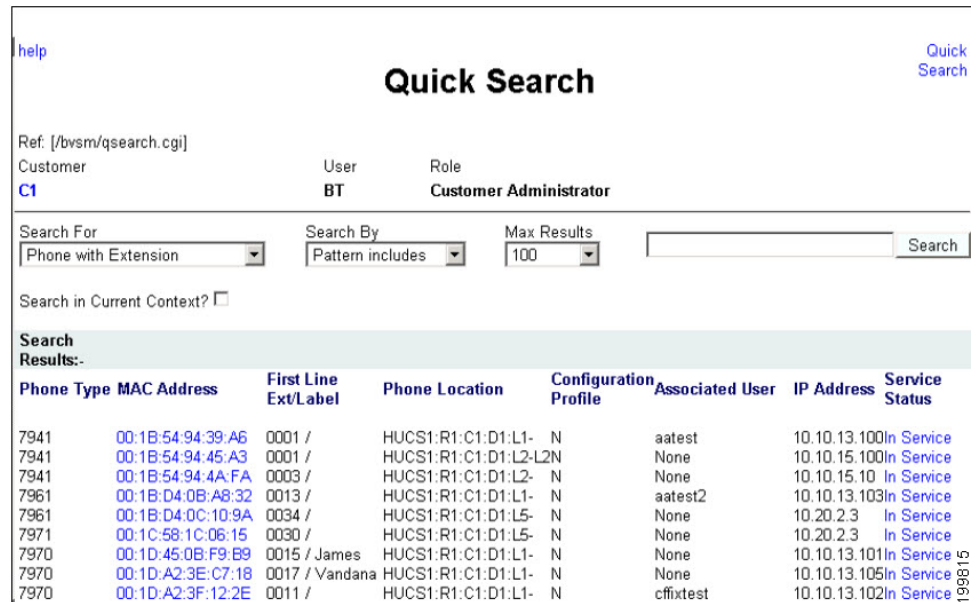 help
Quick Search
Quick Search
Ref: [/bvsm/qsearch.cgi]
Customer User Role
C1 BT Customer Administrator
Search For Search By Max Results
Phone with Extension Pattern includes 100 Search
Search in Current Context?
Search Results:-
Phone Type MAC Address First Line Ext/Label Phone Location Configuration Profile Associated User IP Address Service Status
7941 00:1B:54:94:39:A6 0001 / HUCS1:R1:C1:D1:L1- N aatest 10.10.13.100 In Service
7941 00:1B:54:94:45:A3 0001 / HUCS1:R1:C1:D1:L2-L2 N None 10.10.15.100 In Service
7941 00:1B:54:94:4A:FA 0003 / HUCS1:R1:C1:D1:L2- N None 10.10.15.10 In Service
7961 00:1B:D4:0B:A8:32 0013 / HUCS1:R1:C1:D1:L1- N aatest2 10.10.13.103 In Service
7961 00:1B:D4:0C:10:9A 0034 / HUCS1:R1:C1:D1:L5- N None 10.20.2.3 In Service
7971 00:1C:58:1C:06:15 0030 / HUCS1:R1:C1:D1:L5- N None 10.20.2.3 In Service
7970 00:1D:45:0B:F9:B9 0015 / James HUCS1:R1:C1:D1:L1- N None 10.10.13.101 In Service
7970 00:1D:A2:3E:C7:18 0017 / Vandana HUCS1:R1:C1:D1:L1- N None 10.10.13.105 In Service
7970 00:1D:A2:3F:12:2E 0011 / HUCS1:R1:C1:D1:L1- N cffixtest 10.10.13.102 In Service
199815